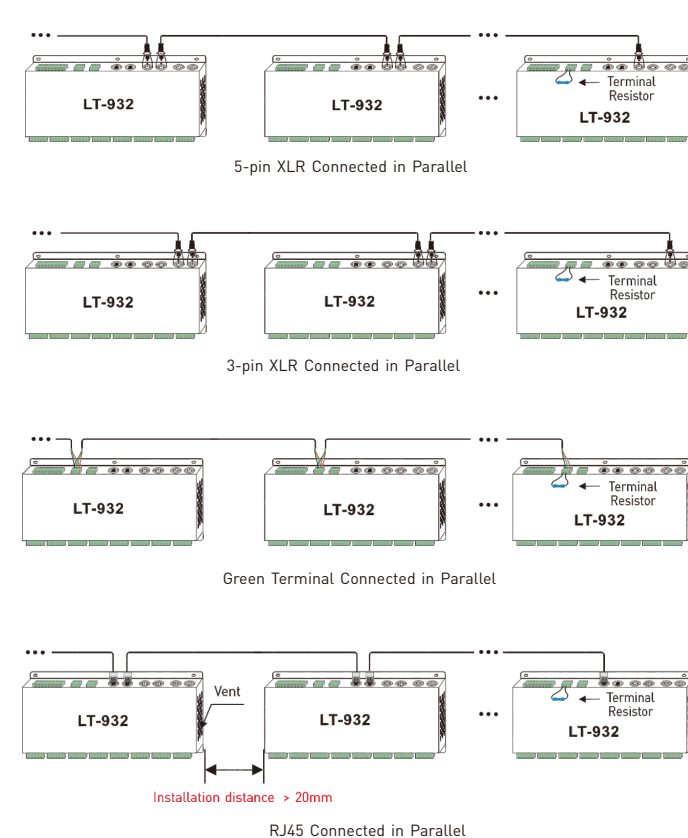 •••
•••
LT-932
LT-932
•••
Terminal
Resistor
LT-932
5-pin XLR Connected in Parallel
•••
•••
LT-932
LT-932
•••
Terminal
Resistor
LT-932
3-pin XLR Connected in Parallel
•••
•••
LT-932
LT-932
•••
Terminal
Resistor
LT-932
Green Terminal Connected in Parallel
•••
•••
Vent
LT-932
LT-932
•••
Terminal
Resistor
LT-932
Installation distance > 20mm
RJ45 Connected in Parallel